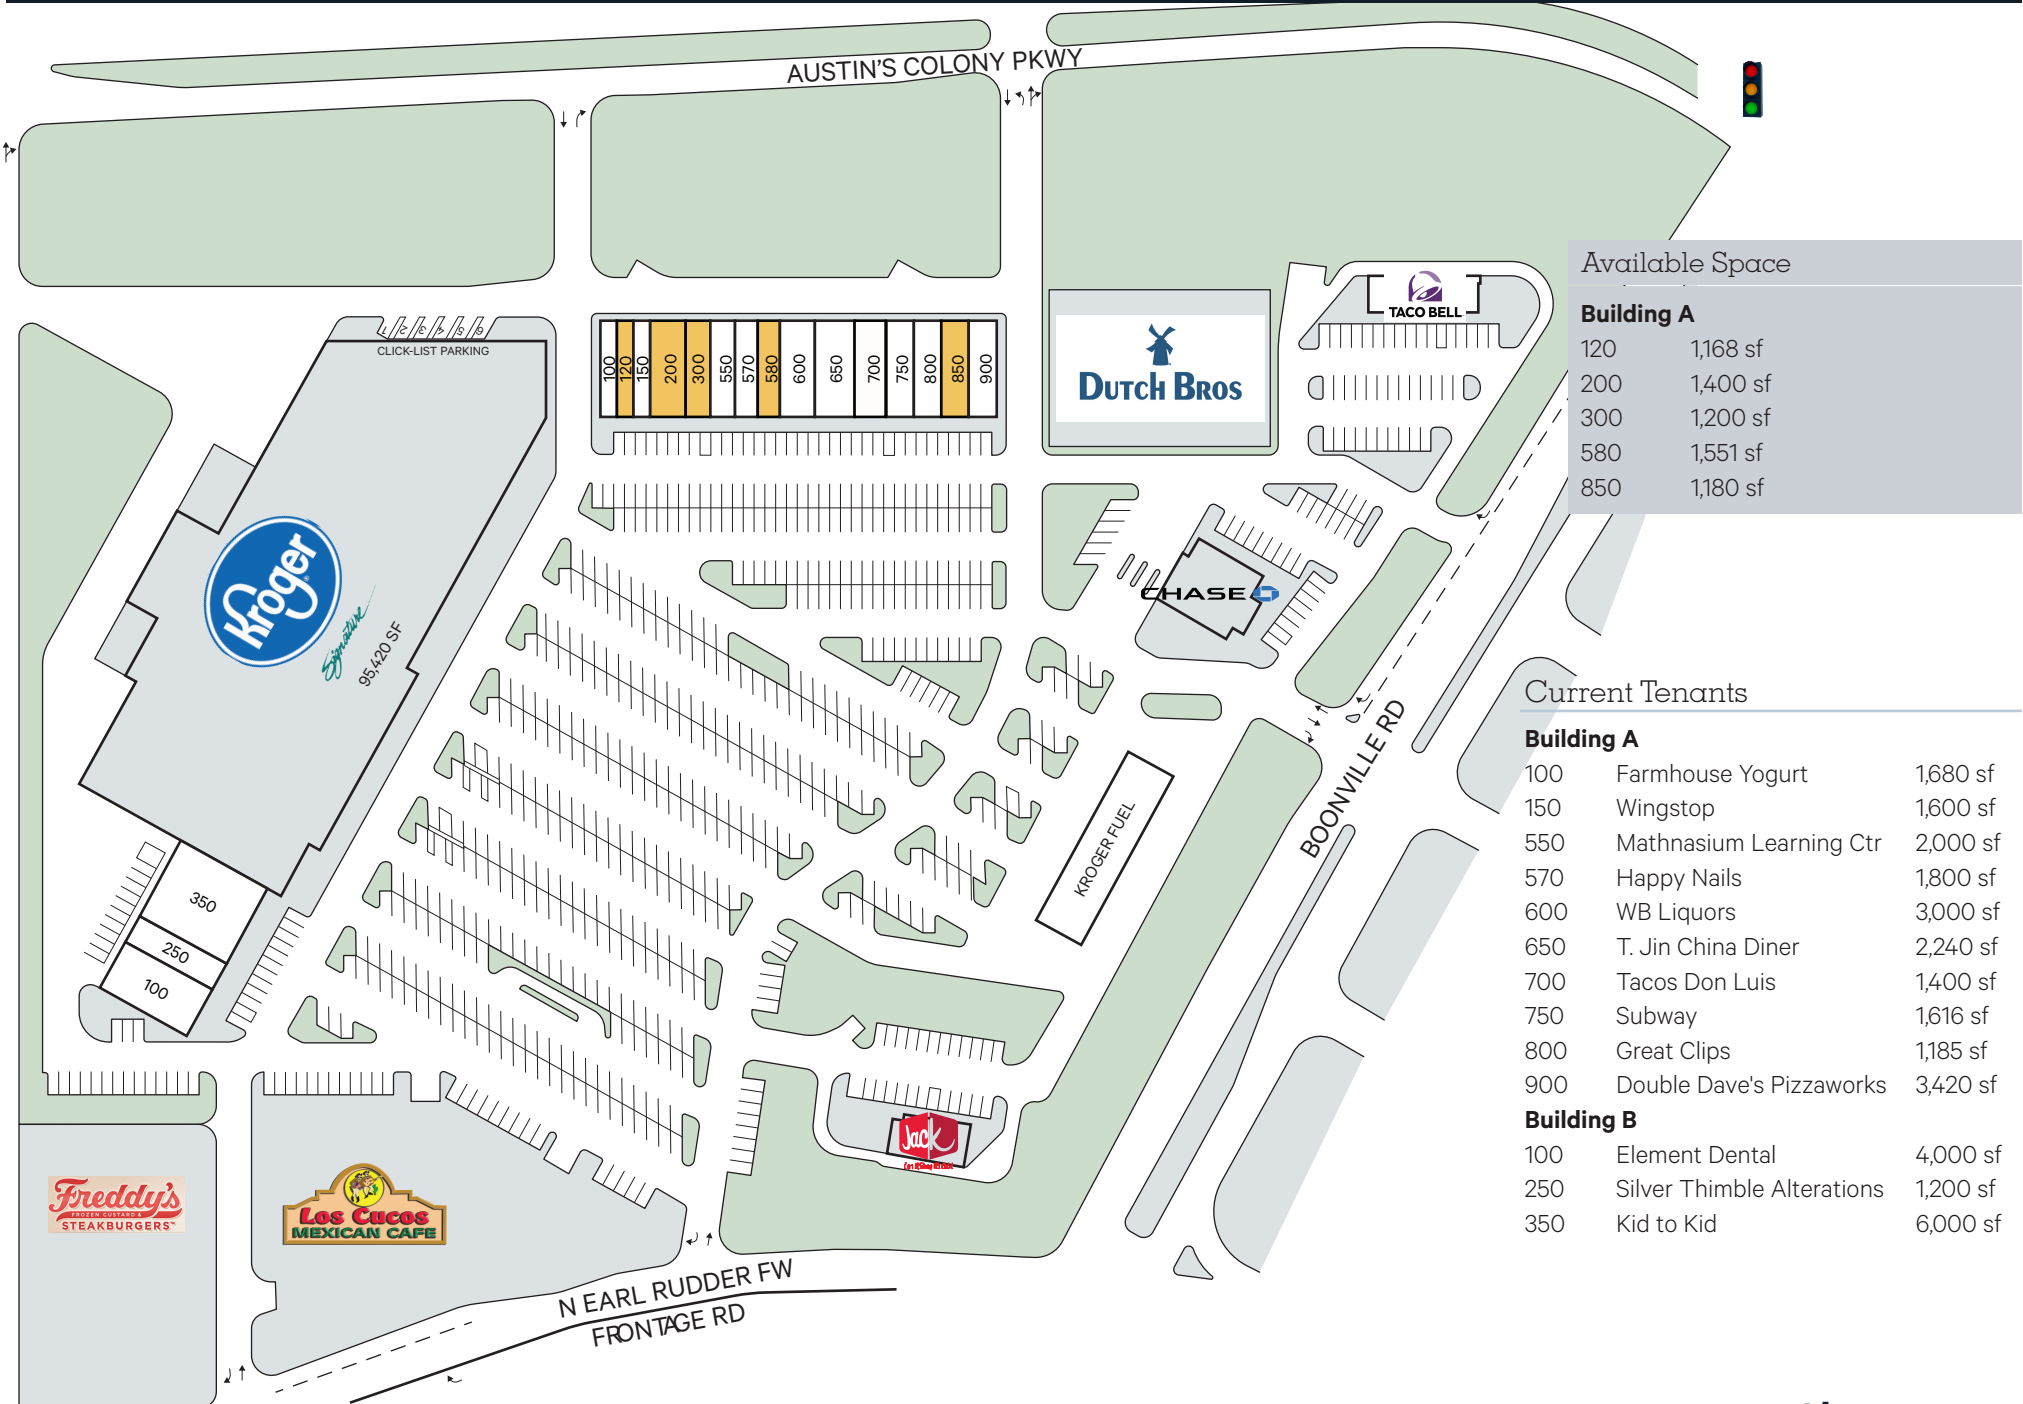 AUSTIN'S COLONY PKWY
Available Space
Building A
120 1,168 sf
200 1,400 sf
300 1,200 sf
580 1,551 sf
850 1,180 sf
TACO BELL
1 2 3 4 5 6
CLICK-LIST PARKING
100 120 150 200 300 550 570 580 600 650 700 750 800 850 900
DUTCH BROS
Kroger
Signature
95,420 SF
CHASE
Current Tenants
Building A
100 Farmhouse Yogurt 1,680 sf
150 Wingstop 1,600 sf
550 Mathnasium Learning Ctr 2,000 sf
570 Happy Nails 1,800 sf
600 WB Liquors 3,000 sf
650 T. Jin China Diner 2,240 sf
700 Tacos Don Luis 1,400 sf
750 Subway 1,616 sf
800 Great Clips 1,185 sf
900 Double Dave's Pizzaworks 3,420 sf
Building B
100 Element Dental 4,000 sf
250 Silver Thimble Alterations 1,200 sf
350 Kid to Kid 6,000 sf
BOONVILLE RD
KROGER FUEL
350
250
100
Jack
Freddy's
FROZEN CUSTARD &
STEAKBURGERS
Los Cucos
MEXICAN CAFE
N EARL RUDDER FW
FRONTAGE RD